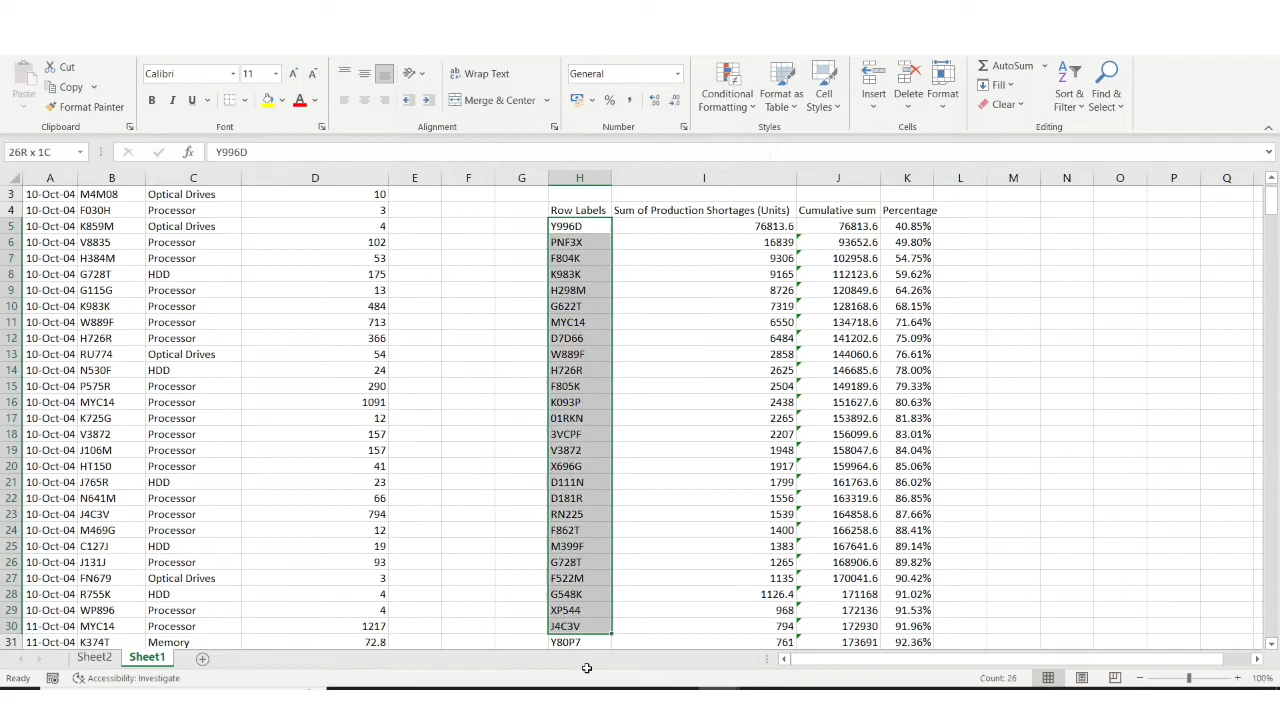 Cut Calibri 11 Wrap Text General AutoSum
Paste Copy Conditional Formatting Format as Table Cell Styles Insert Delete Format Fill Sort & Filter Find & Select
Format Painter B I U A Merge & Center % Clear
Clipboard Font Alignment Number Styles Cells Editing
26R x 1C fx Y996D
A B C D E F G H I J K L M N O P Q
3 10-Oct-04 M4M08 Optical Drives 10
4 10-Oct-04 F030H Processor 3 Row Labels Sum of Production Shortages (Units) Cumulative sum Percentage
5 10-Oct-04 K859M Optical Drives 4 Y996D 76813.6 76813.6 40.85%
6 10-Oct-04 V8835 Processor 102 PNF3X 16839 93652.6 49.80%
7 10-Oct-04 H384M Processor 53 F804K 9306 102958.6 54.75%
8 10-Oct-04 G728T HDD 175 K983K 9165 112123.6 59.62%
9 10-Oct-04 G115G Processor 13 H298M 8726 120849.6 64.26%
10 10-Oct-04 K983K Processor 484 G622T 7319 128168.6 68.15%
11 10-Oct-04 W889F Processor 713 MYC14 6550 134718.6 71.64%
12 10-Oct-04 H726R Processor 366 D7D66 6484 141202.6 75.09%
13 10-Oct-04 RU774 Optical Drives 54 W889F 2858 144060.6 76.61%
14 10-Oct-04 N530F HDD 24 H726R 2625 146685.6 78.00%
15 10-Oct-04 P575R Processor 290 F805K 2504 149189.6 79.33%
16 10-Oct-04 MYC14 Processor 1091 K093P 2438 151627.6 80.63%
17 10-Oct-04 K725G Processor 12 01RKN 2265 153892.6 81.83%
18 10-Oct-04 V3872 Processor 157 3VCPF 2207 156099.6 83.01%
19 10-Oct-04 J106M Processor 157 V3872 1948 158047.6 84.04%
20 10-Oct-04 HT150 Processor 41 X696G 1917 159964.6 85.06%
21 10-Oct-04 J765R HDD 23 D111N 1799 161763.6 86.02%
22 10-Oct-04 N641M Processor 66 D181R 1556 163319.6 86.85%
23 10-Oct-04 J4C3V Processor 794 RN225 1539 164858.6 87.66%
24 10-Oct-04 M469G Processor 12 F862T 1400 166258.6 88.41%
25 10-Oct-04 C127J HDD 19 M399F 1383 167641.6 89.14%
26 10-Oct-04 J131J Processor 93 G728T 1265 168906.6 89.82%
27 10-Oct-04 FN679 Optical Drives 3 F522M 1135 170041.6 90.42%
28 10-Oct-04 R755K HDD 4 G548K 1126.4 171168 91.02%
29 10-Oct-04 WP896 Processor 4 XP544 968 172136 91.53%
30 11-Oct-04 MYC14 Processor 1217 J4C3V 794 172930 91.96%
31 11-Oct-04 K374T Memory 72.8 Y80P7 761 173691 92.36%
Sheet2 Sheet1
Ready Accessibility: Investigate Count: 26 100%